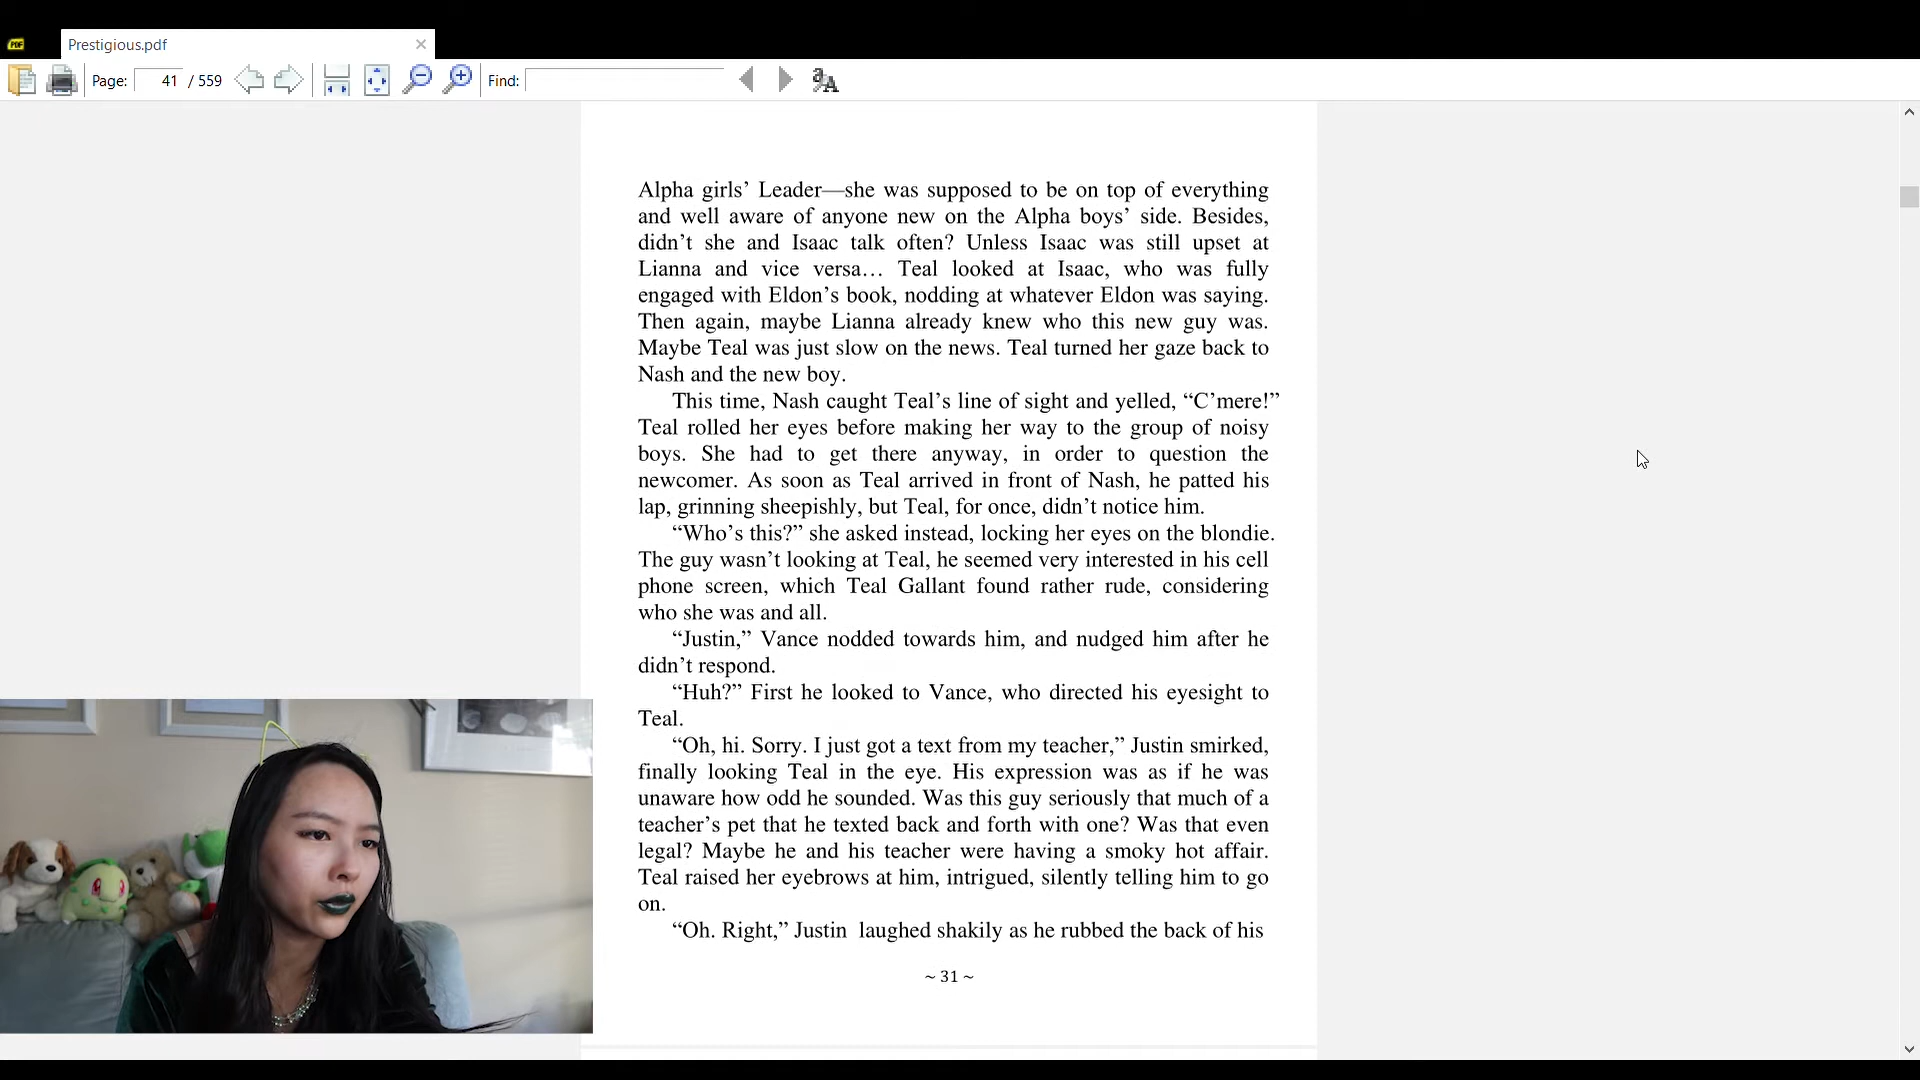 PDF
Prestigious.pdf
Page: 41 / 559 Find:
Alpha girls’ Leader—she was supposed to be on top of everything
and well aware of anyone new on the Alpha boys’ side. Besides,
didn’t she and Isaac talk often? Unless Isaac was still upset at
Lianna and vice versa… Teal looked at Isaac, who was fully
engaged with Eldon’s book, nodding at whatever Eldon was saying.
Then again, maybe Lianna already knew who this new guy was.
Maybe Teal was just slow on the news. Teal turned her gaze back to
Nash and the new boy.
This time, Nash caught Teal’s line of sight and yelled, “C’mere!”
Teal rolled her eyes before making her way to the group of noisy
boys. She had to get there anyway, in order to question the
newcomer. As soon as Teal arrived in front of Nash, he patted his
lap, grinning sheepishly, but Teal, for once, didn’t notice him.
“Who’s this?” she asked instead, locking her eyes on the blondie.
The guy wasn’t looking at Teal, he seemed very interested in his cell
phone screen, which Teal Gallant found rather rude, considering
who she was and all.
“Justin,” Vance nodded towards him, and nudged him after he
didn’t respond.
“Huh?” First he looked to Vance, who directed his eyesight to
Teal.
“Oh, hi. Sorry. I just got a text from my teacher,” Justin smirked,
finally looking Teal in the eye. His expression was as if he was
unaware how odd he sounded. Was this guy seriously that much of a
teacher’s pet that he texted back and forth with one? Was that even
legal? Maybe he and his teacher were having a smoky hot affair.
Teal raised her eyebrows at him, intrigued, silently telling him to go
on.
“Oh. Right,” Justin laughed shakily as he rubbed the back of his
~ 31 ~